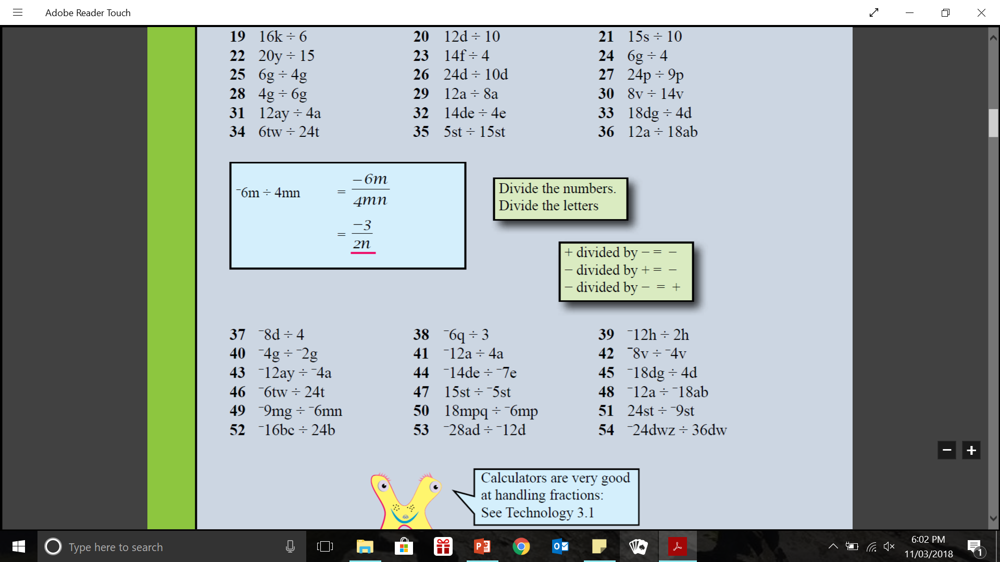 Adobe Reader Touch
19 16k ÷ 6 20 12d ÷ 10 21 15s ÷ 10
22 20y ÷ 15 23 14f ÷ 4 24 6g ÷ 4
25 6g ÷ 4g 26 24d ÷ 10d 27 24p ÷ 9p
28 4g ÷ 6g 29 12a ÷ 8a 30 8v ÷ 14v
31 12ay ÷ 4a 32 14de ÷ 4e 33 18dg ÷ 4d
34 6tw ÷ 24t 35 5st ÷ 15st 36 12a ÷ 18ab
⁻6m ÷ 4mn = −6m / 4mn
= −3 / 2n
Divide the numbers.
Divide the letters
+ divided by − = −
− divided by + = −
− divided by − = +
37 ⁻8d ÷ 4 38 ⁻6q ÷ 3 39 ⁻12h ÷ 2h
40 ⁻4g ÷ ⁻2g 41 ⁻12a ÷ 4a 42 ⁻8v ÷ ⁻4v
43 ⁻12ay ÷ ⁻4a 44 ⁻14de ÷ ⁻7e 45 ⁻18dg ÷ 4d
46 ⁻6tw ÷ 24t 47 15st ÷ ⁻5st 48 ⁻12a ÷ ⁻18ab
49 ⁻9mg ÷ ⁻6mn 50 18mpq ÷ ⁻6mp 51 24st ÷ ⁻9st
52 ⁻16bc ÷ 24b 53 ⁻28ad ÷ ⁻12d 54 ⁻24dwz ÷ 36dw
Calculators are very good
at handling fractions:
See Technology 3.1
Type here to search
6:02 PM
11/03/2018
1